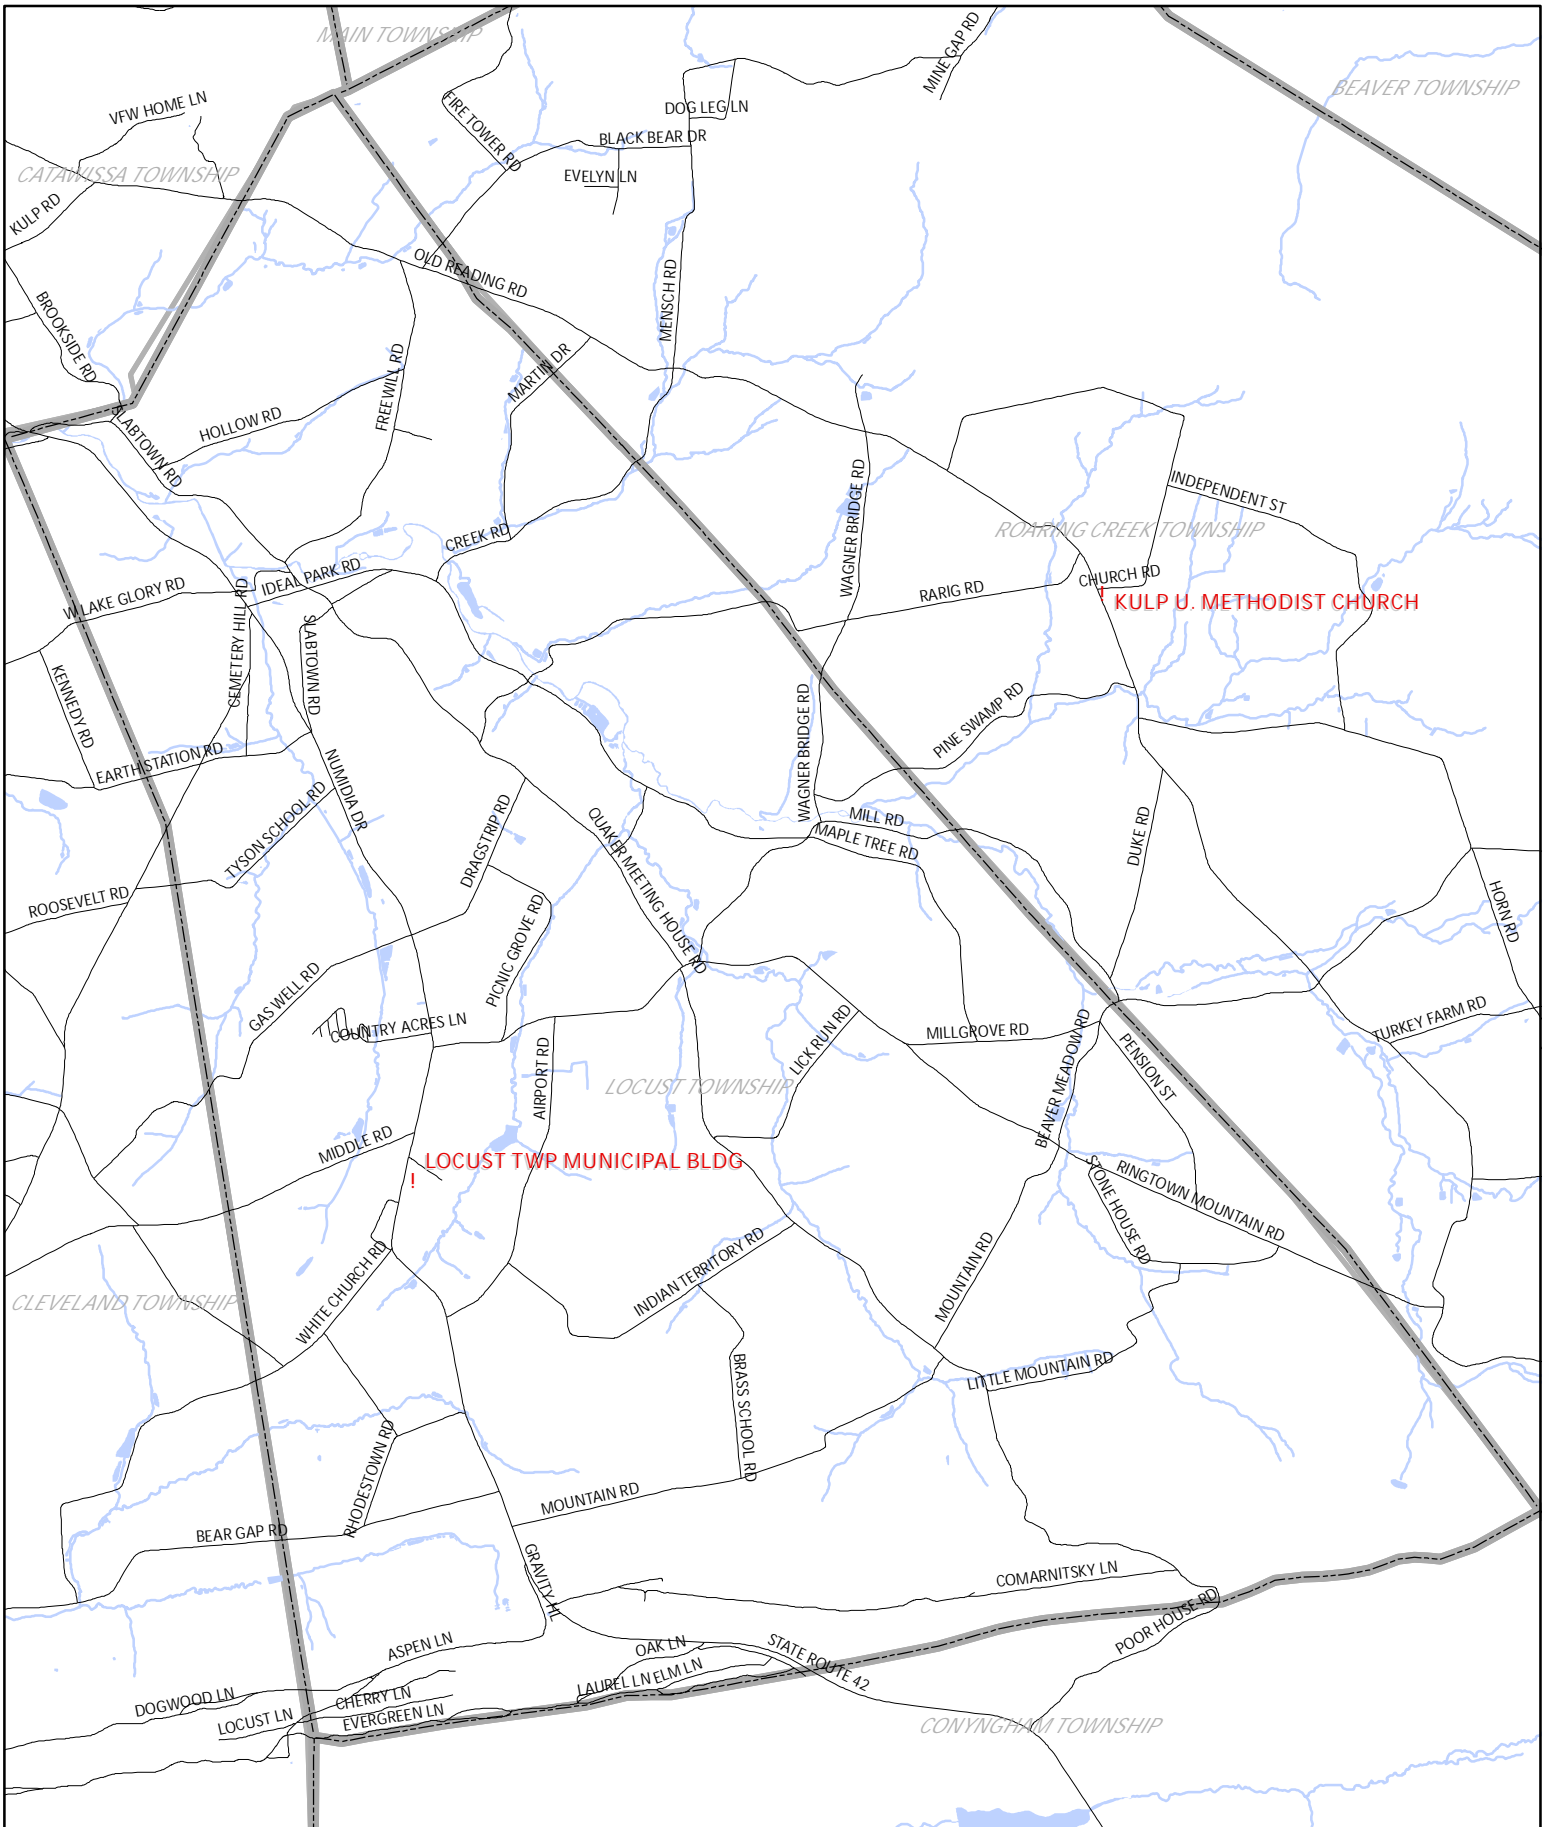 MAIN TOWNSHIP
MINE GAP RD
BEAVER TOWNSHIP
VFW HOME LN
FIRE TOWER RD
DOG LEG LN
BLACK BEAR DR
EVELYN LN
CATAWISSA TOWNSHIP
KULP RD
OLD READING RD
MENSCH RD
BROOKSIDE RD
FREEWILL RD
MARTIN DR
HOLLOW RD
SLABTOWN RD
WAGNER BRIDGE RD
INDEPENDENT ST
ROARING CREEK TOWNSHIP
CREEK RD
IDEAL PARK RD
W LAKE GLORY RD
CEMETERY HILL RD
RARIG RD
CHURCH RD
!
KULP U. METHODIST CHURCH
SLABTOWN RD
KENNEDY RD
EARTH STATION RD
WAGNER BRIDGE RD
PINE SWAMP RD
NUMIDIA DR
TYSON SCHOOL RD
DRAGSTRIP RD
QUAKER MEETING HOUSE RD
MILL RD
MAPLE TREE RD
DUKE RD
ROOSEVELT RD
HORN RD
PICNIC GROVE RD
GAS WELL RD
COUNTRY ACRES LN
AIRPORT RD
LICK RUN RD
MILLGROVE RD
TURKEY FARM RD
BEAVER MEADOW RD
PENSION ST
LOCUST TOWNSHIP
MIDDLE RD
LOCUST TWP MUNICIPAL BLDG
!
STONE HOUSE RD
RINGTOWN MOUNTAIN RD
WHITE CHURCH RD
INDIAN TERRITORY RD
MOUNTAIN RD
CLEVELAND TOWNSHIP
BRASS SCHOOL RD
LITTLE MOUNTAIN RD
RHODESTOWN RD
MOUNTAIN RD
BEAR GAP RD
GRAVITY HL
COMARNITSKY LN
POOR HOUSE RD
ASPEN LN
OAK LN
STATE ROUTE 42
LAUREL LN
ELM LN
DOGWOOD LN
CHERRY LN
LOCUST LN
EVERGREEN LN
CONYNGHAM TOWNSHIP